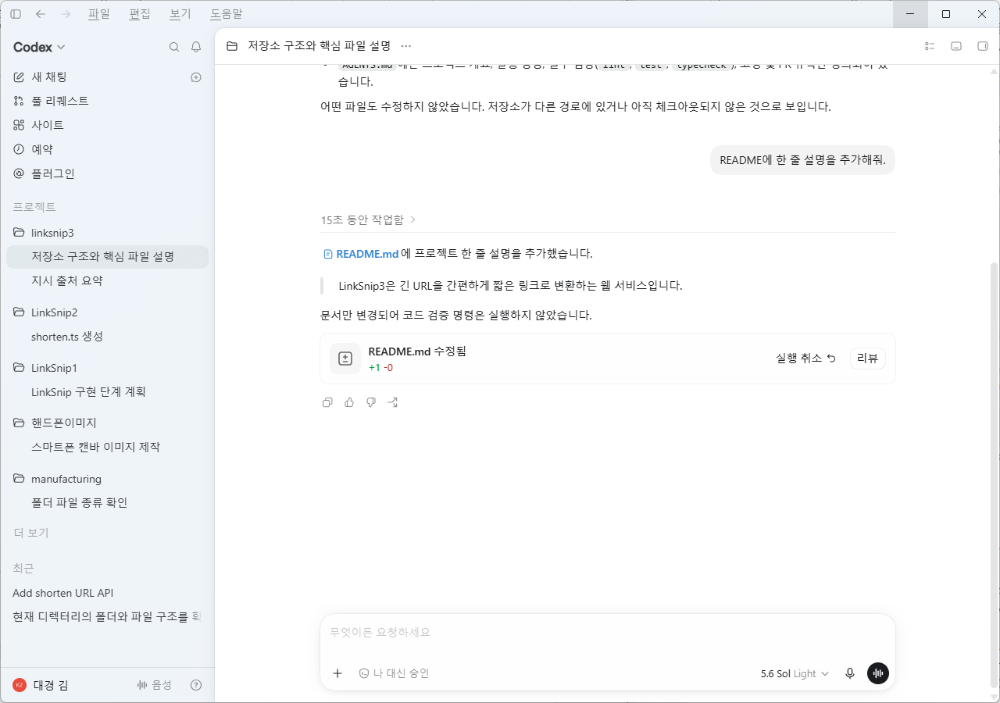 파일 편집 보기 도움말
Codex
새 채팅
풀 리퀘스트
사이트
예약
플러그인
프로젝트
linksnip3
저장소 구조와 핵심 파일 설명
지시 출처 요약
LinkSnip2
shorten.ts 생성
LinkSnip1
LinkSnip 구현 단계 계획
핸드폰이미지
스마트폰 캔바 이미지 제작
manufacturing
폴더 파일 종류 확인
더 보기
최근
Add shorten URL API
현재 디렉터리의 폴더와 파일 구조를
KZ 대경 김 음성
저장소 구조와 핵심 파일 설명 ···
습니다.
어떤 파일도 수정하지 않았습니다. 저장소가 다른 경로에 있거나 아직 체크아웃되지 않은 것으로 보입니다.
README에 한 줄 설명을 추가해줘.
15초 동안 작업함
README.md에 프로젝트 한 줄 설명을 추가했습니다.
LinkSnip3은 긴 URL을 간편하게 짧은 링크로 변환하는 웹 서비스입니다.
문서만 변경되어 코드 검증 명령은 실행하지 않았습니다.
README.md 수정됨
+1 -0
실행 취소 리뷰
무엇이든 요청하세요
나 대신 승인 5.6 Sol Light